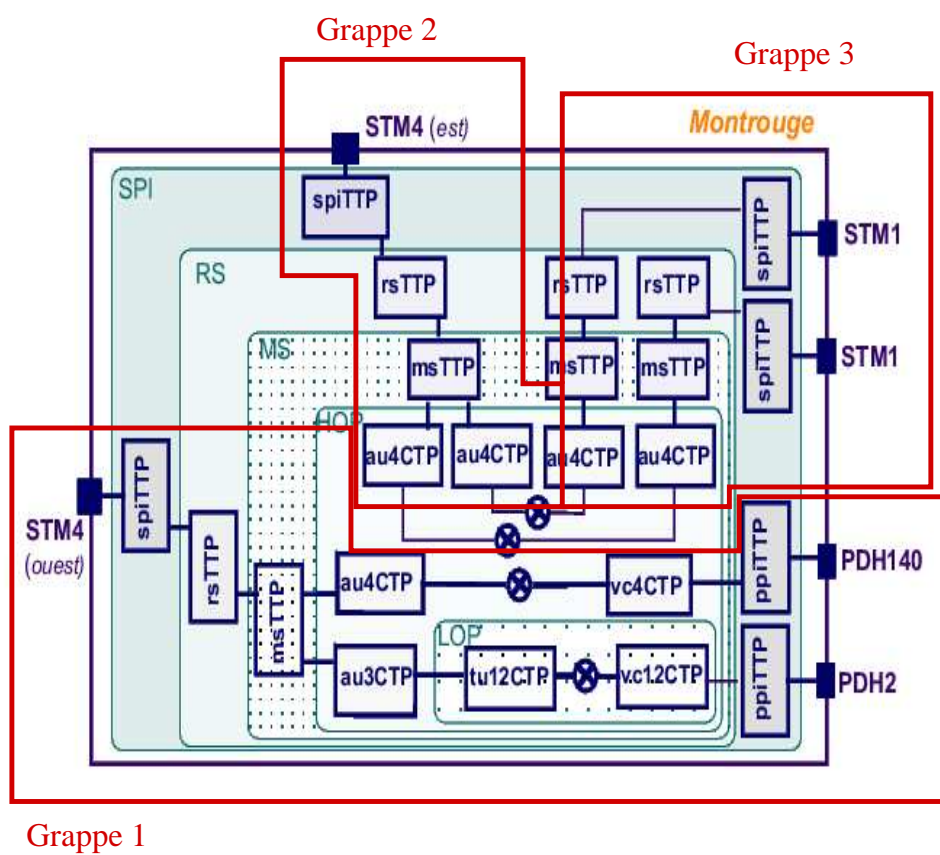 Grappe 2
Grappe 3
STM4 (est)
Montrouge
SPI
spiTTP
spiTTP
STM1
RS
rsTTP
rsTTP
rsTTP
MS
msTTP
msTTP
msTTP
spiTTP
STM1
HOP
au4CTP
au4CTP
au4CTP
au4CTP
spiTTP
STM4
(ouest)
rsTTP
msTTP
au4CTP
vc4CTP
ppiTTP
PDH140
LOP
au3CTP
tu12CTP
vc12CTP
ppiTTP
PDH2
Grappe 1